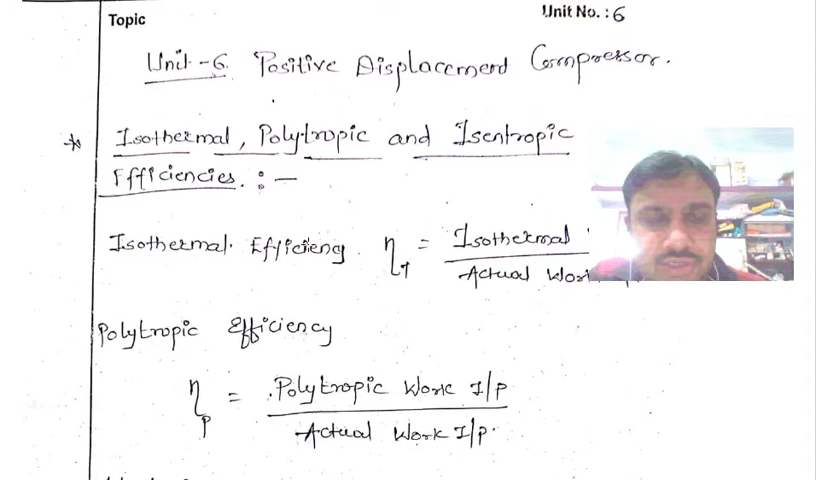 Topic
Unit No. : 6
Unit - 6 Positive Displacement Compressor.
* Isothermal, Polytropic and Isentropic
Efficiencies. : —
Isothermal. Efficiency. η_T = Isothermal
Actual Wor
Polytropic Efficiency
η_p = Polytropic Work I/p
Actual Work I/p.